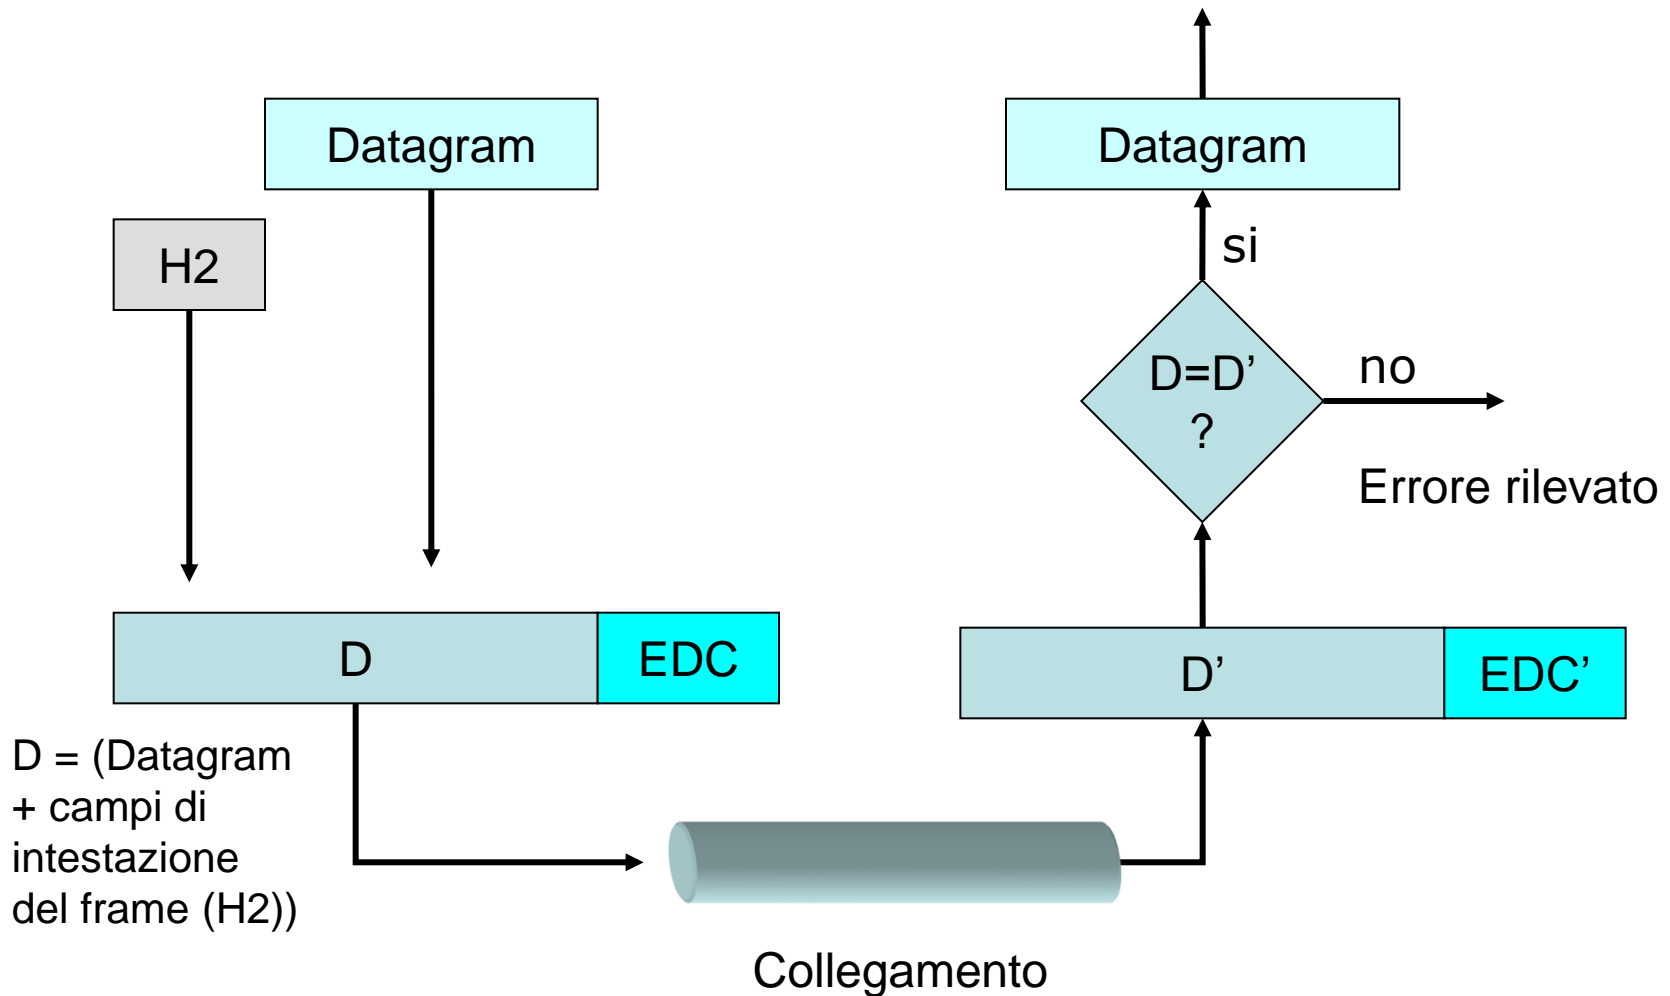 Datagram
H2
D
EDC
D = (Datagram
+ campi di
intestazione
del frame (H2))
Collegamento
Datagram
si
D=D’
?
no
Errore rilevato
D’
EDC’